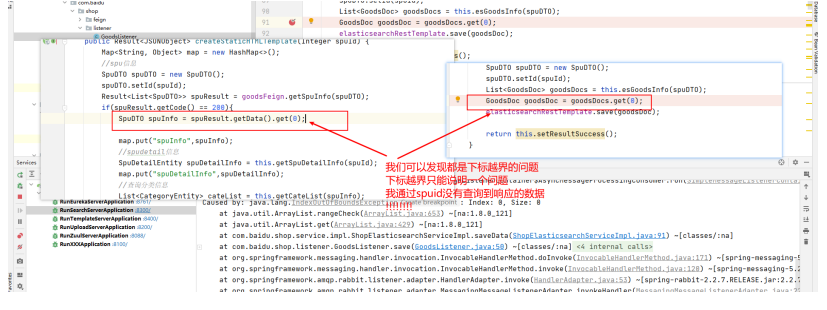 com.baidu
shop
feign
listener
GoodsListener
List<GoodsDoc> goodsDocs = this.esGoodsInfo(spuDTO);
91 GoodsDoc goodsDoc = goodsDocs.get(0);
92 elasticsearchRestTemplate.save(goodsDoc);
public Result<JSONObject> createStaticHTMLTemplate(Integer spuId) {
Map<String, Object> map = new HashMap<>();
//spu信息
SpuDTO spuDTO = new SpuDTO();
spuDTO.setId(spuId);
Result<List<SpuDTO>> spuResult = goodsFeign.getSpuInfo(spuDTO);
if(spuResult.getCode() == 200){
SpuDTO spuInfo = spuResult.getData().get(0);
map.put("spuInfo",spuInfo);
//spudetail信息
SpuDetailEntity spuDetailInfo = this.getSpuDetailInfo(spuId);
map.put("spuDetailInfo",spuDetailInfo);
//查询分类信息
List<CategoryEntity> cateList = this.getCateList(spuInfo);
SpuDTO spuDTO = new SpuDTO();
spuDTO.setId(spuId);
List<GoodsDoc> goodsDocs = this.esGoodsInfo(spuDTO);
GoodsDoc goodsDoc = goodsDocs.get(0);
elasticsearchRestTemplate.save(goodsDoc);
return this.setResultSuccess();
}
我们可以发现都是下标越界的问题
下标越界只能说明一个问题
我通过spuid没有查询到响应的数据
!!!!!!!!
Database
Bean Validation
Services
RunEurekaServerApplication :8761/
RunSearchServerApplication :8300/
RunTemplateServerApplication :8400/
RunUploadServerApplication :8200/
RunZuulServerApplication :8088/
RunXXXApplication :8100/
Favorites
Caused by: java.lang.IndexOutOfBoundsException Create breakpoint : Index: 0, Size: 0
at java.util.ArrayList.rangeCheck(ArrayList.java:653) ~[na:1.8.0_121]
at java.util.ArrayList.get(ArrayList.java:429) ~[na:1.8.0_121]
at com.baidu.shop.service.impl.ShopElasticsearchServiceImpl.saveData(ShopElasticsearchServiceImpl.java:91) ~[classes/:na]
at com.baidu.shop.listener.GoodsListener.save(GoodsListener.java:50) ~[classes/:na] <4 internal calls>
at org.springframework.messaging.handler.invocation.InvocableHandlerMethod.doInvoke(InvocableHandlerMethod.java:171) ~[spring-messaging-5
at org.springframework.messaging.handler.invocation.InvocableHandlerMethod.invoke(InvocableHandlerMethod.java:120) ~[spring-messaging-5.2
at org.springframework.amqp.rabbit.listener.adapter.HandlerAdapter.invoke(HandlerAdapter.java:53) ~[spring-rabbit-2.2.7.RELEASE.jar:2.2.7